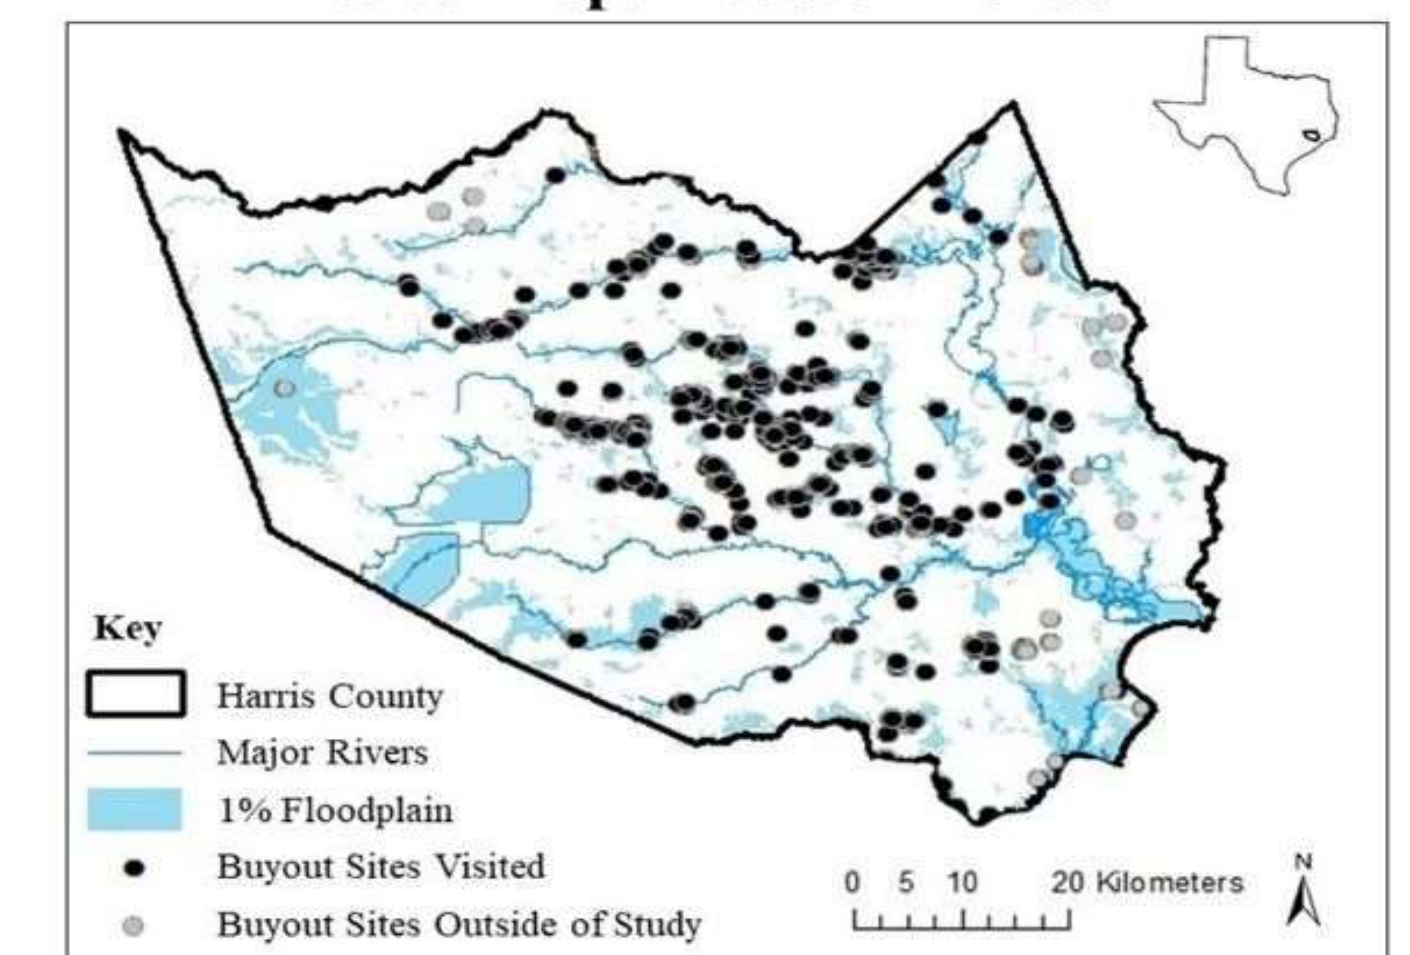 Key
Harris County
Major Rivers
1% Floodplain
Buyout Sites Visited
Buyout Sites Outside of Study
0 5 10 20 Kilometers
N